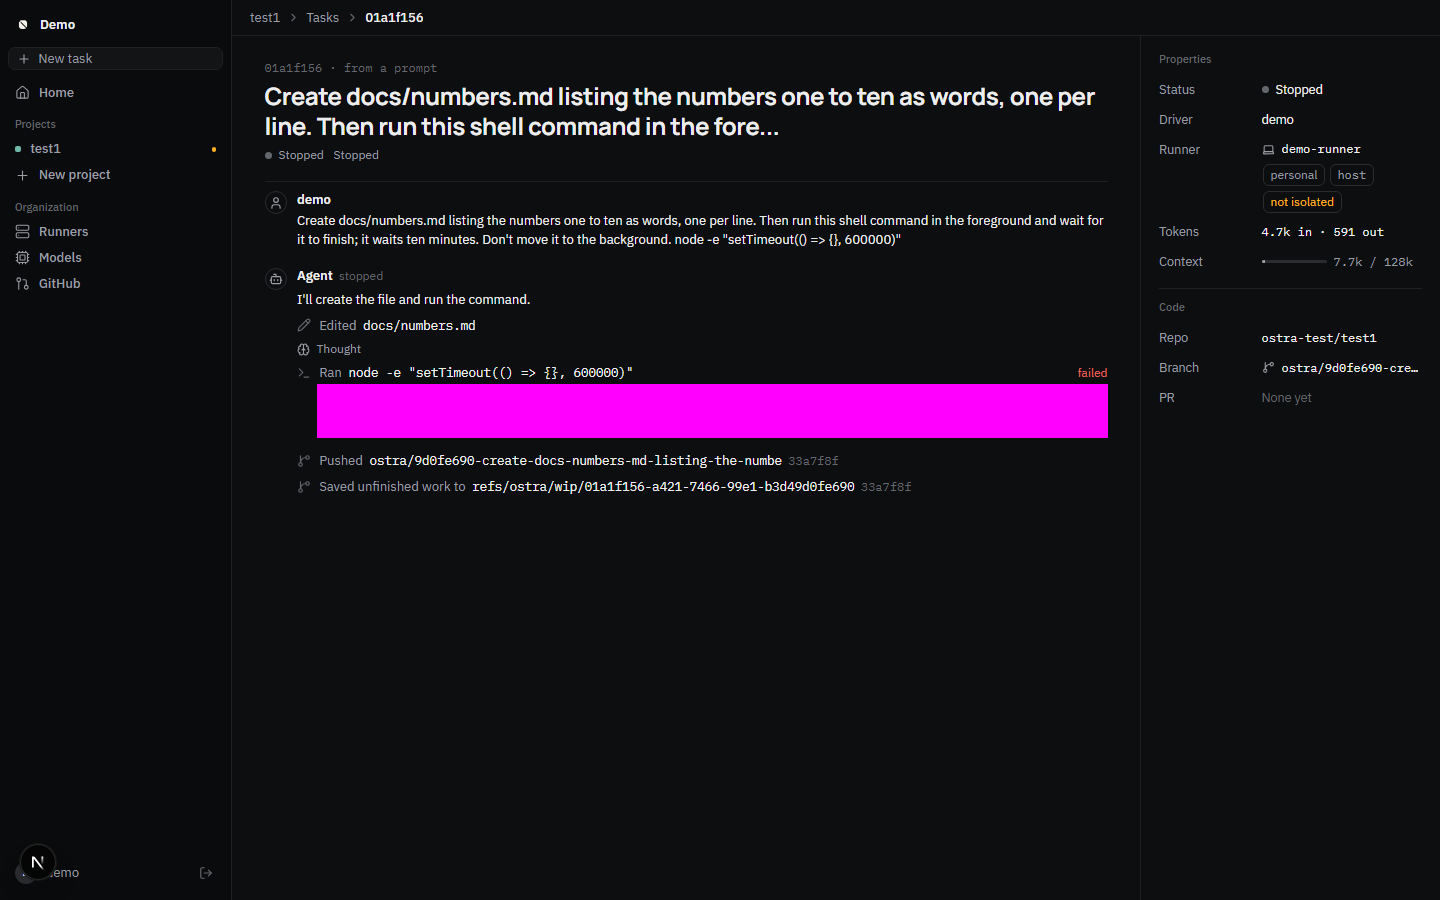 Demo
New task
Home
Projects
test1
New project
Organization
Runners
Models
GitHub
test1 > Tasks > 01a1f156
01a1f156 · from a prompt
Create docs/numbers.md listing the numbers one to ten as words, one per
line. Then run this shell command in the fore...
Stopped Stopped
demo
Create docs/numbers.md listing the numbers one to ten as words, one per line. Then run this shell command in the foreground and wait for
it to finish; it waits ten minutes. Don't move it to the background. node -e "setTimeout(() => {}, 600000)"
Agent stopped
I'll create the file and run the command.
Edited docs/numbers.md
Thought
Ran node -e "setTimeout(() => {}, 600000)" failed
Pushed ostra/9d0fe690-create-docs-numbers-md-listing-the-numbe 33a7f8f
Saved unfinished work to refs/ostra/wip/01a1f156-a421-7466-99e1-b3d49d0fe690 33a7f8f
Properties
Status Stopped
Driver demo
Runner demo-runner
personal host
not isolated
Tokens 4.7k in · 591 out
Context 7.7k / 128k
Code
Repo ostra-test/test1
Branch ostra/9d0fe690-cre…
PR None yet
N
emo